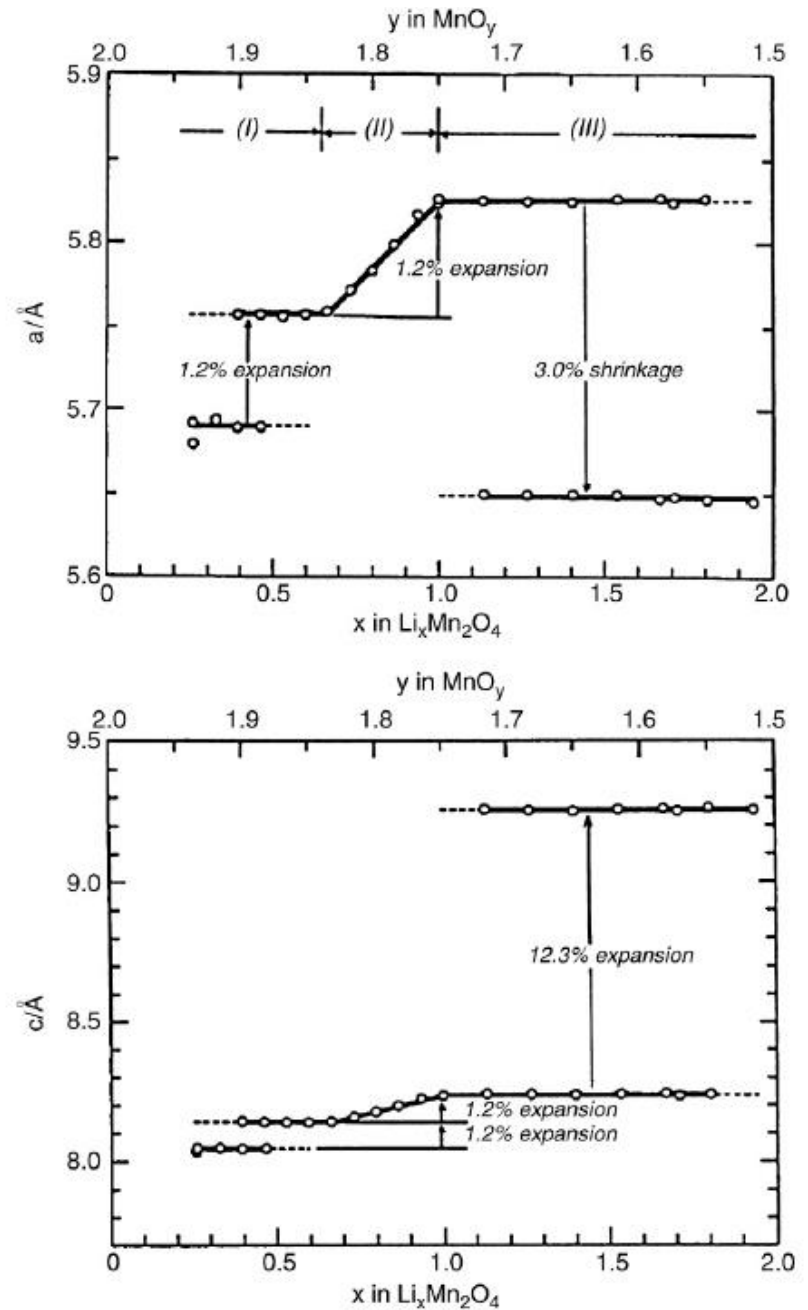 y in MnOy
2.0 1.9 1.8 1.7 1.6 1.5
5.9
(I) (II) (III)
5.8
1.2% expansion
a/Å
1.2% expansion
3.0% shrinkage
5.7
5.6
0 0.5 1.0 1.5 2.0
x in LixMn2O4
y in MnOy
2.0 1.9 1.8 1.7 1.6 1.5
9.5
9.0
12.3% expansion
c/Å
8.5
1.2% expansion
1.2% expansion
8.0
0 0.5 1.0 1.5 2.0
x in LixMn2O4